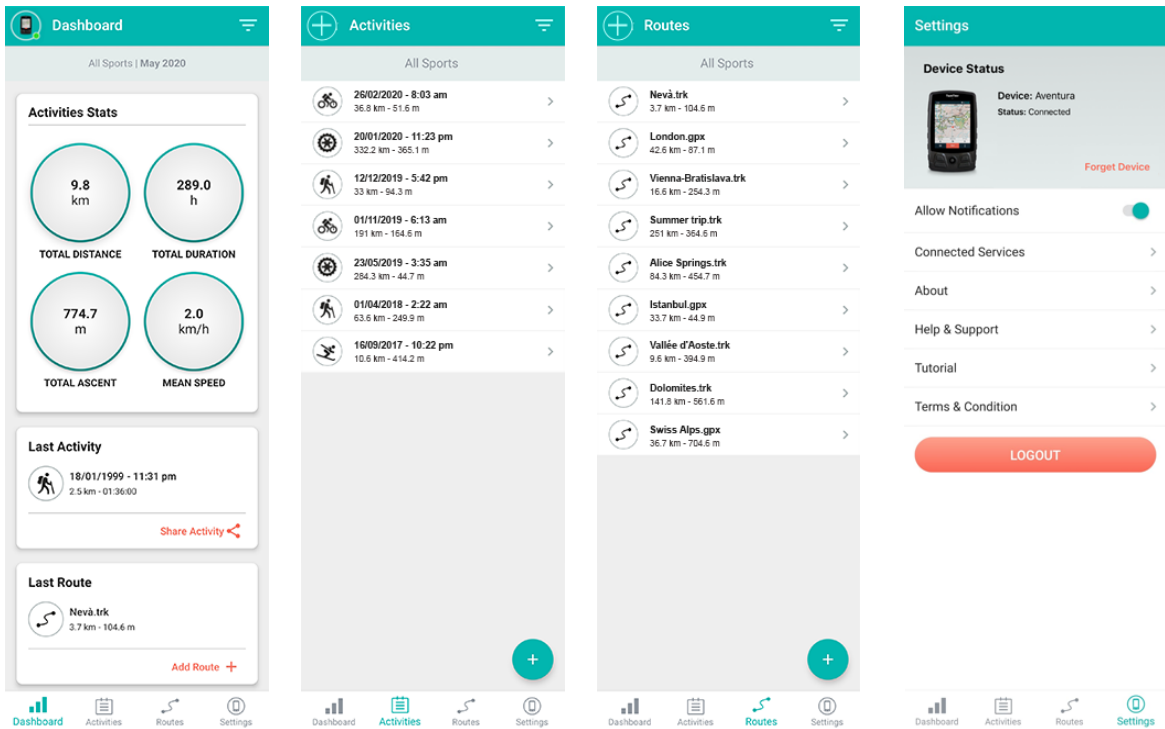 Dashboard
All Sports | May 2020
Activities Stats
9.8
km
289.0
h
TOTAL DISTANCE
TOTAL DURATION
774.7
m
2.0
km/h
TOTAL ASCENT
MEAN SPEED
Last Activity
18/01/1999 - 11:31 pm
2.5 km - 01:36:00
Share Activity
Last Route
Nevà.trk
3.7 km - 104.6 m
Add Route +
Dashboard
Activities
Routes
Settings
Activities
All Sports
26/02/2020 - 8:03 am
36.8 km - 51.6 m
20/01/2020 - 11:23 pm
332.2 km - 365.1 m
12/12/2019 - 5:42 pm
33 km - 94.3 m
01/11/2019 - 6:13 am
191 km - 164.6 m
23/05/2019 - 3:35 am
284.3 km - 44.7 m
01/04/2018 - 2:22 am
63.6 km - 249.9 m
16/09/2017 - 10:22 pm
10.6 km - 414.2 m
+
Dashboard
Activities
Routes
Settings
Routes
All Sports
Nevà.trk
3.7 km - 104.6 m
London.gpx
42.6 km - 87.1 m
Vienna-Bratislava.trk
16.6 km - 254.3 m
Summer trip.trk
251 km - 364.6 m
Alice Springs.trk
84.3 km - 454.7 m
Istanbul.gpx
33.7 km - 44.9 m
Vallée d'Aoste.trk
9.6 km - 394.9 m
Dolomites.trk
141.8 km - 561.6 m
Swiss Alps.gpx
36.7 km - 704.6 m
+
Dashboard
Activities
Routes
Settings
Settings
Device Status
Device: Aventura
Status: Connected
Forget Device
Allow Notifications
Connected Services
About
Help & Support
Tutorial
Terms & Condition
LOGOUT
Dashboard
Activities
Routes
Settings